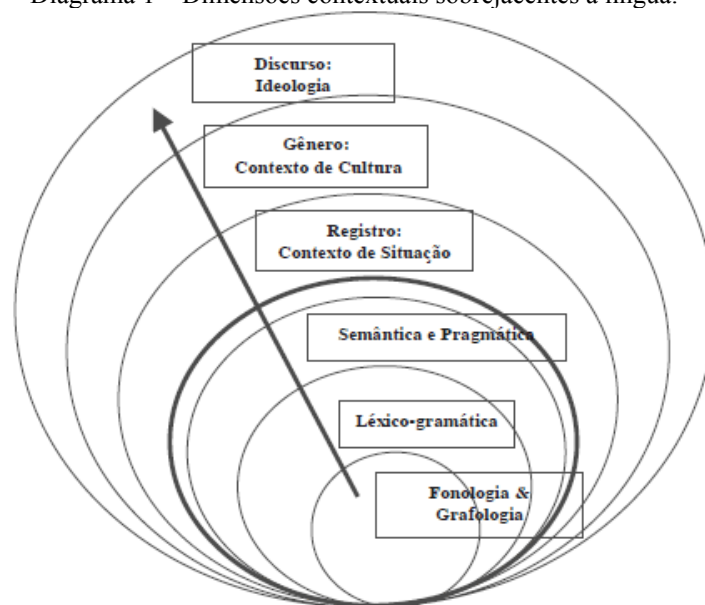 Diagrama 1 – Dimensões contextuais sobrejacentes à língua.
Discurso:
Ideologia
Gênero:
Contexto de Cultura
Registro:
Contexto de Situação
Semântica e Pragmática
Léxico-gramática
Fonologia &
Grafologia